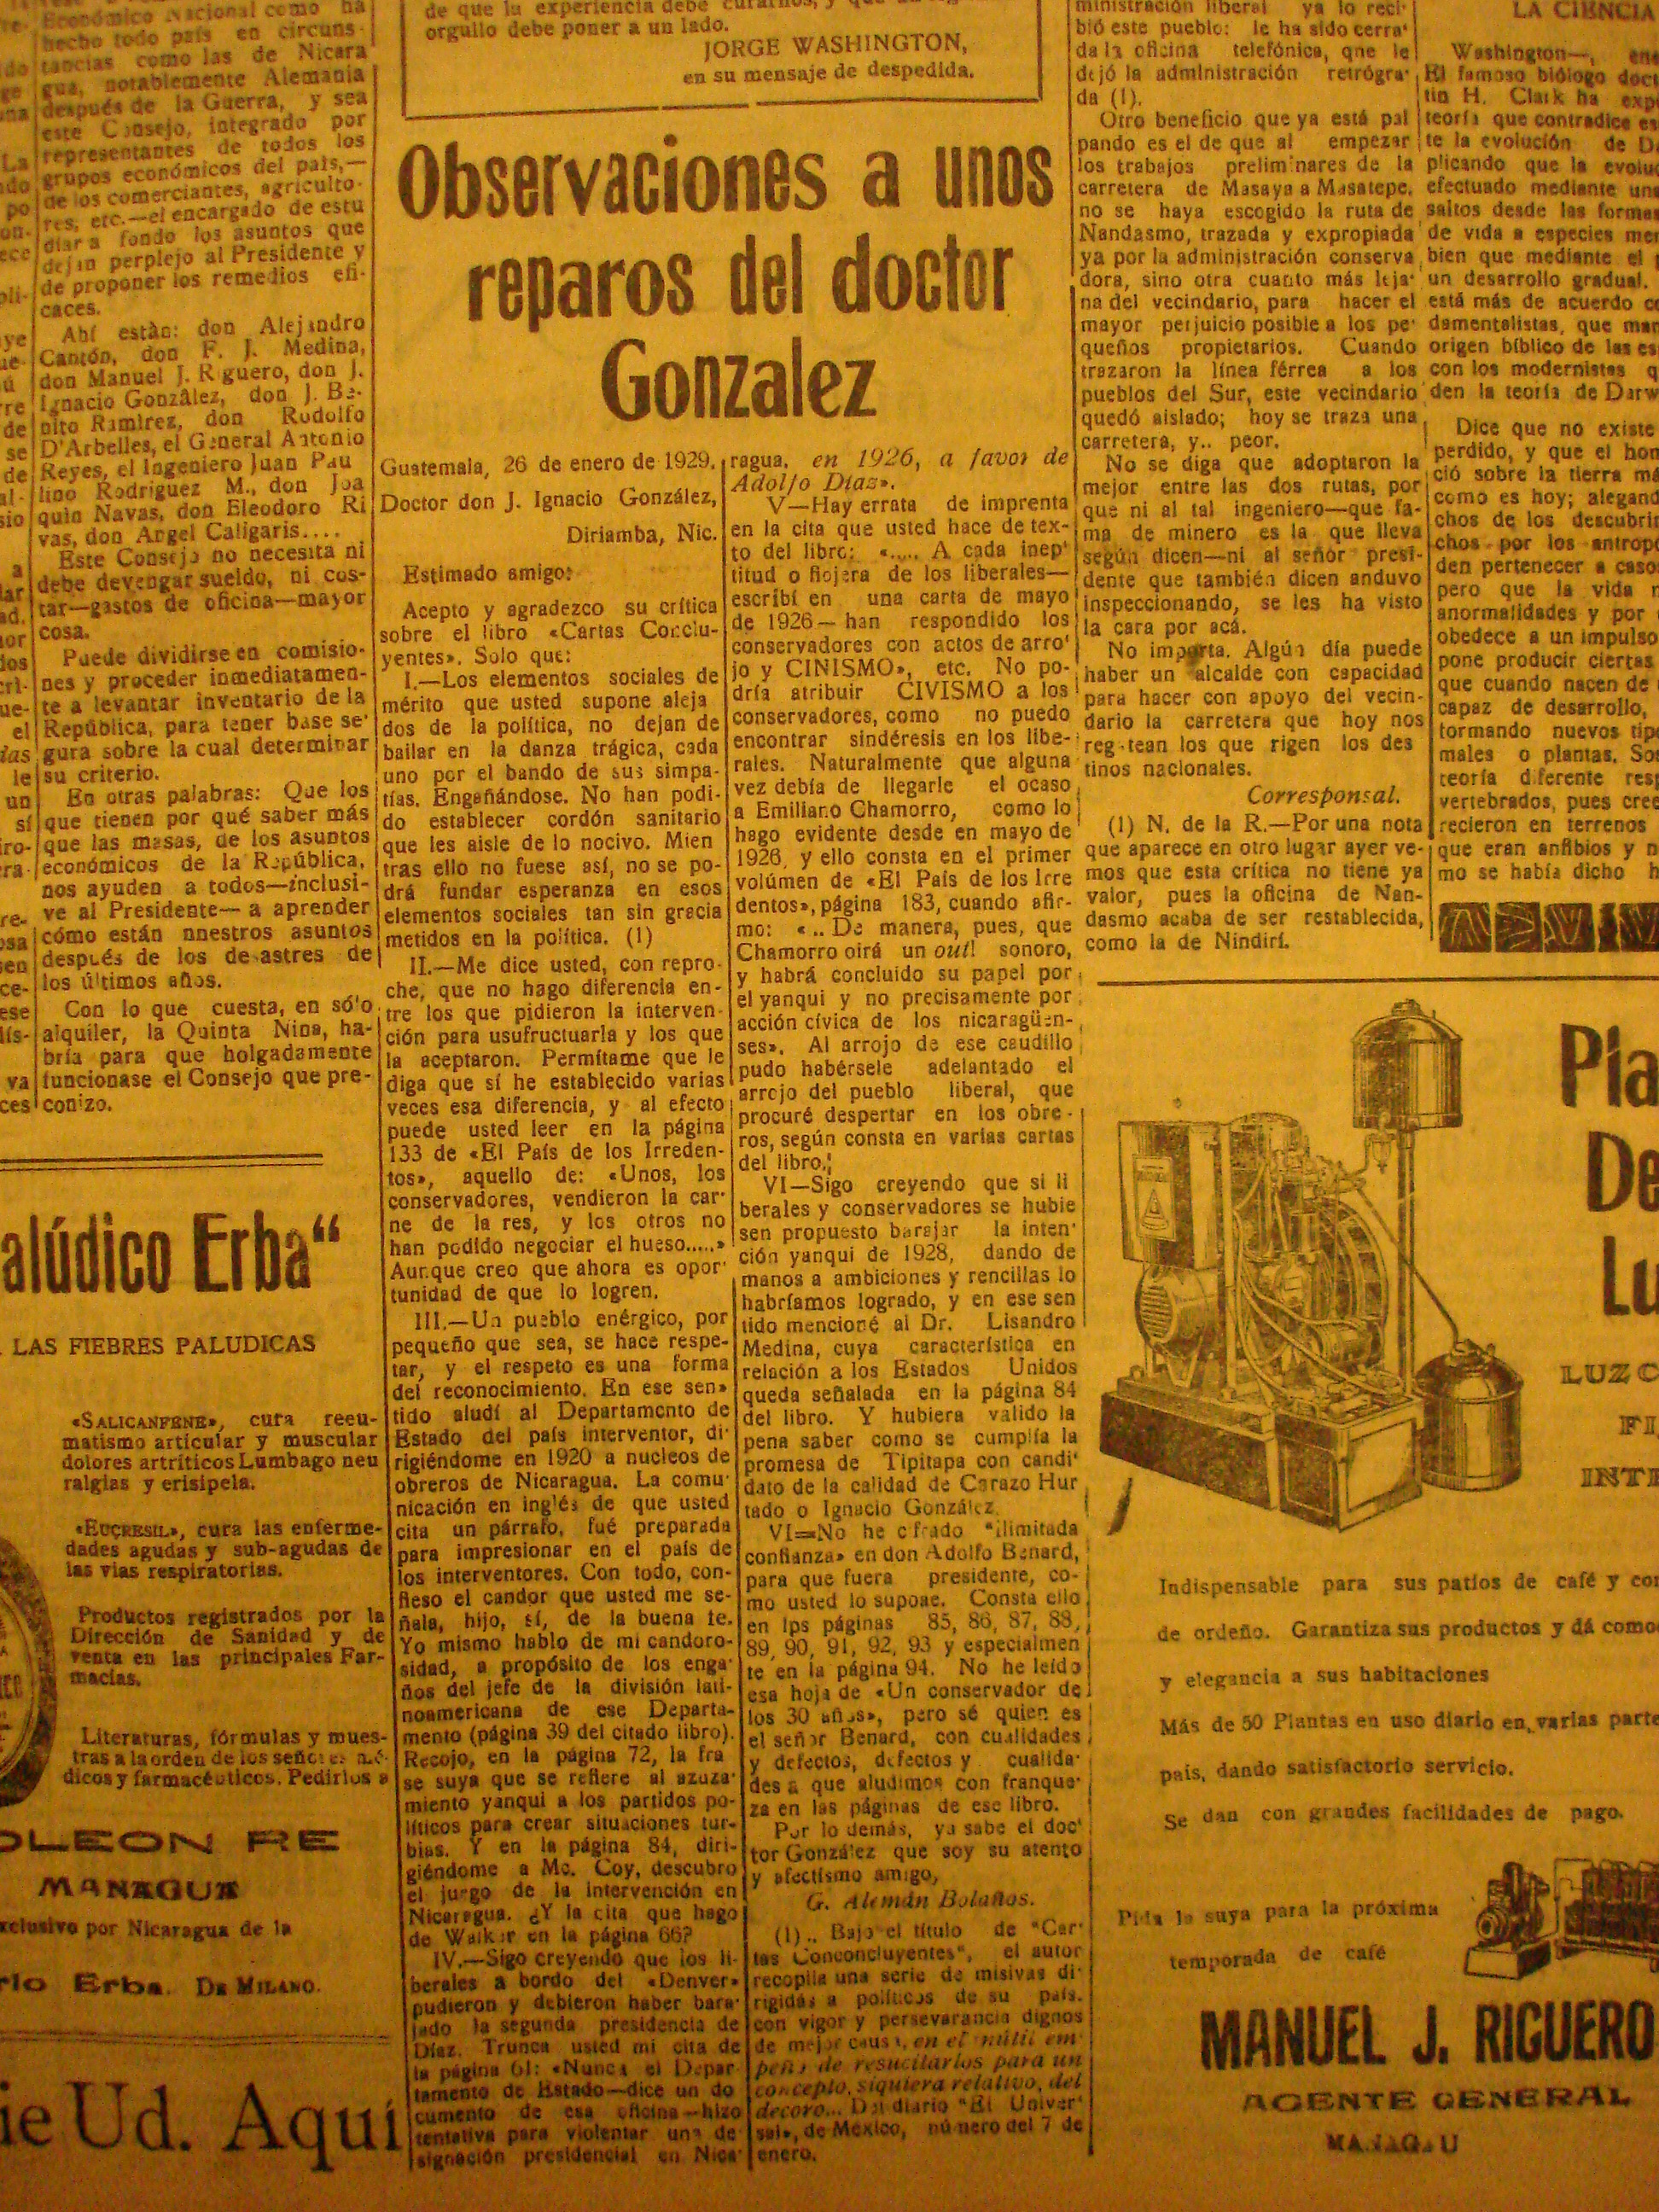 Económico Nacional como ha
hecho todo país en circuns-
tancias como las de Nicara
gua, notablemente Alemania
después de la Guerra, y sea
este Consejo, integrado por
representantes de todos los
grupos económicos del país,—
de los comerciantes, agriculto-
res, etc.—el encargado de estu
diar a fondo los asuntos que
dejan perplejo al Presidente y
de proponer los remedios efi-
caces.
Ahí están: don Alejandro
Cantón, don F. J. Medina,
don Manuel J. Riguero, don J.
Ignacio González, don J. Be-
nito Ramírez, don Rodolfo
D'Arbelles, el General Antonio
Reyes, el Ingeniero Juan Pau
lino Rodríguez M., don Joa
quin Navas, don Eleodoro Ri
vas, don Angel Caligaris....
Este Consejo no necesita ni
debe devengar sueldo, ni cos-
tar—gastos de oficina—mayor
cosa.
Puede dividirse en comisio-
nes y proceder inmediatamen-
te a levantar inventario de la
República, para tener base se-
gura sobre la cual determinar
su criterio.
En otras palabras: Que los
que tienen por qué saber más
que las masas, de los asuntos
económicos de la República,
nos ayuden a todos—inclusi-
ve al Presidente— a aprender
cómo están nnestros asuntos
después de los desastres de
los últimos años.
Con lo que cuesta, en sólo
alquiler, la Quinta Nina, ha-
bría para que holgadamente
funcionase el Consejo que pre-
conizo.
alúdico Erba“
LAS FIEBRES PALUDICAS
«SALICANFENE», cura reeu-
matismo articular y muscular
dolores artríticos Lumbago neu
ralgias y erisipela.
«EUCRESIL», cura las enferme-
dades agudas y sub-agudas de
las vías respiratorias.
Productos registrados por la
Dirección de Sanidad y de
venta en las principales Far-
macias.
Literaturas, fórmulas y mues-
tras a la orden de los señores mé-
dicos y farmacéuticos. Pedirlos a
OLEON RE
MANAGUA
xclusivo por Nicaragua de la
rlo Erba. DE MILANO.
ie Ud. Aquí
de que la experiencia debe curarnos, y que
orgullo debe poner a un lado.
JORGE WASHINGTON,
en su mensaje de despedida.
Observaciones a unos
reparos del doctor
Gonzalez
Guatemala, 26 de enero de 1929.
Doctor don J. Ignacio González,
Diriamba, Nic.
Estimado amigo:
Acepto y agradezco su crítica
sobre el libro «Cartas Conclu-
yentes». Solo que:
I.—Los elementos sociales de
mérito que usted supone aleja
dos de la política, no dejan de
bailar en la danza trágica, cada
uno por el bando de sus simpa-
tías. Engañándose. No han podi-
do establecer cordón sanitario
que les aisle de lo nocivo. Mien
tras ello no fuese así, no se po-
drá fundar esperanza en esos
elementos sociales tan sin gracia
metidos en la política. (1)
II.—Me dice usted, con repro-
che, que no hago diferencia en-
tre los que pidieron la interven-
ción para usufructuarla y los que
la aceptaron. Permítame que le
diga que sí he establecido varias
veces esa diferencia, y al efecto
puede usted leer en la página
133 de «El País de los Irreden-
tos», aquello de: «Unos, los
conservadores, vendieron la car-
ne de la res, y los otros no
han podido negociar el hueso.....»
Aunque creo que ahora es opor-
tunidad de que lo logren.
III.—Un pueblo enérgico, por
pequeño que sea, se hace respe-
tar, y el respeto es una forma
del reconocimiento. En ese sen-
tido aludí al Departamento de
Estado del país interventor, di-
rigiéndome en 1920 a nucleos de
obreros de Nicaragua. La comu-
nicación en inglés de que usted
cita un párrafo, fué preparada
para impresionar en el país de
los interventores. Con todo, con-
fieso el candor que usted me se-
ñala, hijo, sí, de la buena fe.
Yo mismo hablo de mi candoro-
sidad, a propósito de los enga-
ños del jefe de la división lati-
noamericana de ese Departa-
mento (página 39 del citado libro).
Recojo, en la página 72, la fra
se suya que se refiere al azuza-
miento yanqui a los partidos po-
líticos para crear situaciones tur-
bias. Y en la página 84, diri-
giéndome a Mc. Coy, descubro
el juego de la intervención en
Nicaragua. ¿Y la cita que hago
de Walker en la página 66?
IV.—Sigo creyendo que los li-
berales a bordo del «Denver»
pudieron y debieron haber bara-
jado la segunda presidencia de
Díaz. Trunca usted mi cita de
la página 61: «Nunca el Depar
tamento de Estado—dice un do
cumento de esa oficina—hizo
tentativa para violentar una de
signación presidencial en Nica-
ragua, en 1926, a favor de
Adolfo Díaz».
V—Hay errata de imprenta
en la cita que usted hace de tex-
to del libro: «..... A cada inep-
titud o flojera de los liberales—
escribí en una carta de mayo
de 1926—han respondido los
conservadores con actos de arro-
jo y CINISMO», etc. No po-
dría atribuir CIVISMO a los
conservadores, como no puedo
encontrar sindéresis en los libe-
rales. Naturalmente que alguna
vez debía de llegarle el ocaso
a Emiliano Chamorro, como lo
hago evidente desde en mayo de
1926, y ello consta en el primer
volúmen de «El País de los Irre
dentos», página 183, cuando afir-
mo: «.. De manera, pues, que
Chamorro oirá un out! sonoro,
y habrá concluido su papel por
el yanqui y no precisamente por
acción cívica de los nicaragüen-
ses». Al arrojo de ese caudillo
pudo habérsele adelantado el
arrojo del pueblo liberal, que
procuré despertar en los obre-
ros, según consta en varias cartas
del libro.
VI—Sigo creyendo que si li
berales y conservadores se hubie
sen propuesto barajar la inten-
ción yanqui de 1928, dando de
manos a ambiciones y rencillas lo
habríamos logrado, y en ese sen
tido mencioné al Dr. Lisandro
Medina, cuya característica en
relación a los Estados Unidos
queda señalada en la página 84
del libro. Y hubiera valido la
pena saber como se cumplía la
promesa de Tipitapa con candi-
dato de la calidad de Carazo Hur
tado o Ignacio González.
VI—No he cifrado "ilimitada
confianza» en don Adolfo Benard,
para que fuera presidente, co-
mo usted lo supone. Consta ello
en lps páginas 85, 86, 87, 88,
89, 90, 91, 92, 93 y especialmen
te en la página 94. No he leído
esa hoja de «Un conservador de
los 30 años», pero sé quien es
el señor Benard, con cualidades
y defectos, defectos y cualida-
des a que aludimos con franque-
za en las páginas de ese libro.
Por lo demás, ya sabe el doc-
tor González que soy su atento
y afectísmo amigo,
G. Alemán Bolaños.
(1).. Bajo el título de "Car-
tas Conconcluyentes", el autor
recopila una serie de misivas di-
rigidas a políticos de su país.
con vigor y perseverancia dignos
de mejor causa, en el inútil em-
peño de resucitarlos para un
concepto, siquiera relativo, del
decoro... Del diario "El Univer-
sal», de México, número del 7 de
enero.
ministración liberal ya lo reci-
bió este pueblo: le ha sido cerra-
da la oficina telefónica, qne le
dejó la administración retrógra-
da (1).
Otro beneficio que ya está pal
pando es el de que al empezar
los trabajos preliminares de la
carretera de Masaya a Masatepe,
no se haya escogido la ruta de
Nandasmo, trazada y expropiada
ya por la administración conserva
dora, sino otra cuanto más leja-
na del vecindario, para hacer el
mayor perjuicio posible a los pe-
queños propietarios. Cuando
trazaron la línea férrea a los
pueblos del Sur, este vecindario
quedó aislado; hoy se traza una
carretera, y.. peor.
No se diga que adoptaron la
mejor entre las dos rutas, por
que ni al tal ingeniero—que fa-
ma de minero es la que lleva
según dicen—ni al señor presi-
dente que también dicen anduvo
inspeccionando, se les ha visto
la cara por acá.
No importa. Algún día puede
haber un alcalde con capacidad
para hacer con apoyo del vecin-
dario la carretera que hoy nos
regatean los que rigen los des
tinos nacionales.
Corresponsal.
(1) N. de la R.—Por una nota
que aparece en otro lugar ayer ve-
mos que esta crítica no tiene ya
valor, pues la oficina de Nan-
dasmo acaba de ser restablecida,
como la de Nindirí.
LA CIENCIA
Washington—, ene
El famoso biólogo doct
tin H. Clark ha exp
teoría que contradice es
te la evolución de D
plicando que la evoluc
efectuado mediante una
saltos desde las formas
de vida a especies me
bien que mediante el
un desarrollo gradual.
está más de acuerdo c
damentalistas, que mar
origen bíblico de las es
con los modernistas q
den la teoría de Darw
Dice que no existe
perdido, y que el hom
ció sobre la tierra má
como es hoy; alegand
chos de los descubrir
chos por los antrop
den pertenecer a caso
pero que la vida
anormalidades y por
obedece a un impulso
pone producir ciertas
que cuando nacen de
capaz de desarrollo,
formando nuevos tip
males o plantas. Sos
teoría diferente resp
vertebrados, pues cree
recieron en terrenos
que eran anfibios y n
mo se había dicho h
Pla
De
Lu
LUZ C
FI
INTE
Indispensable para sus patios de café y co
de ordeño. Garantiza sus productos y dá como
y elegancia a sus habitaciones
Más de 50 Plantas en uso diario en varias parte
país, dando satisfactorio servicio.
Se dan con grandes facilidades de pago.
Pida la suya para la próxima
temporada de café
MANUEL J. RIGUERO
AGENTE GENERAL
MANAGUA